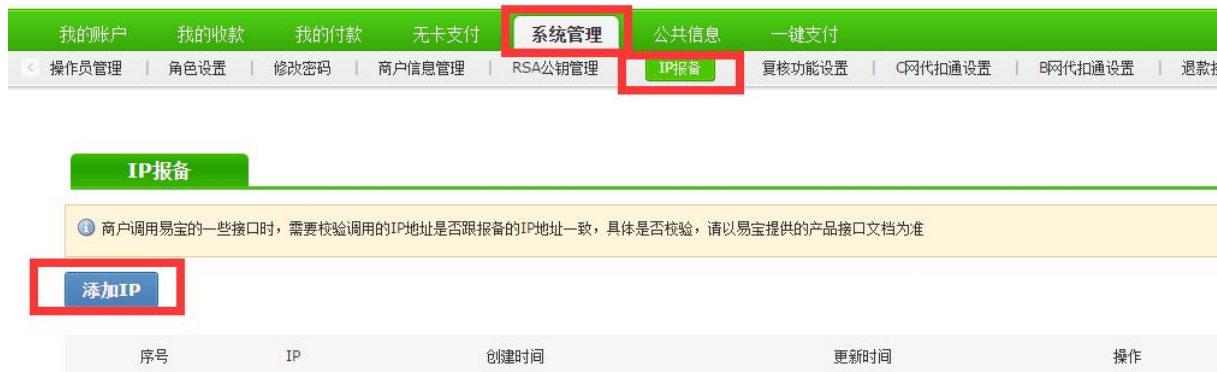 我的账户 我的收款 我的付款 无卡支付 系统管理 公共信息 一键支付
操作员管理 | 角色设置 | 修改密码 | 商户信息管理 | RSA公钥管理 IP报备 复核功能设置 | C网代扣通设置 | B网代扣通设置 | 退款
IP报备
商户调用易宝的一些接口时，需要校验调用的IP地址是否跟报备的IP地址一致，具体是否校验，请以易宝提供的产品接口文档为准
添加IP
序号 IP 创建时间 更新时间 操作